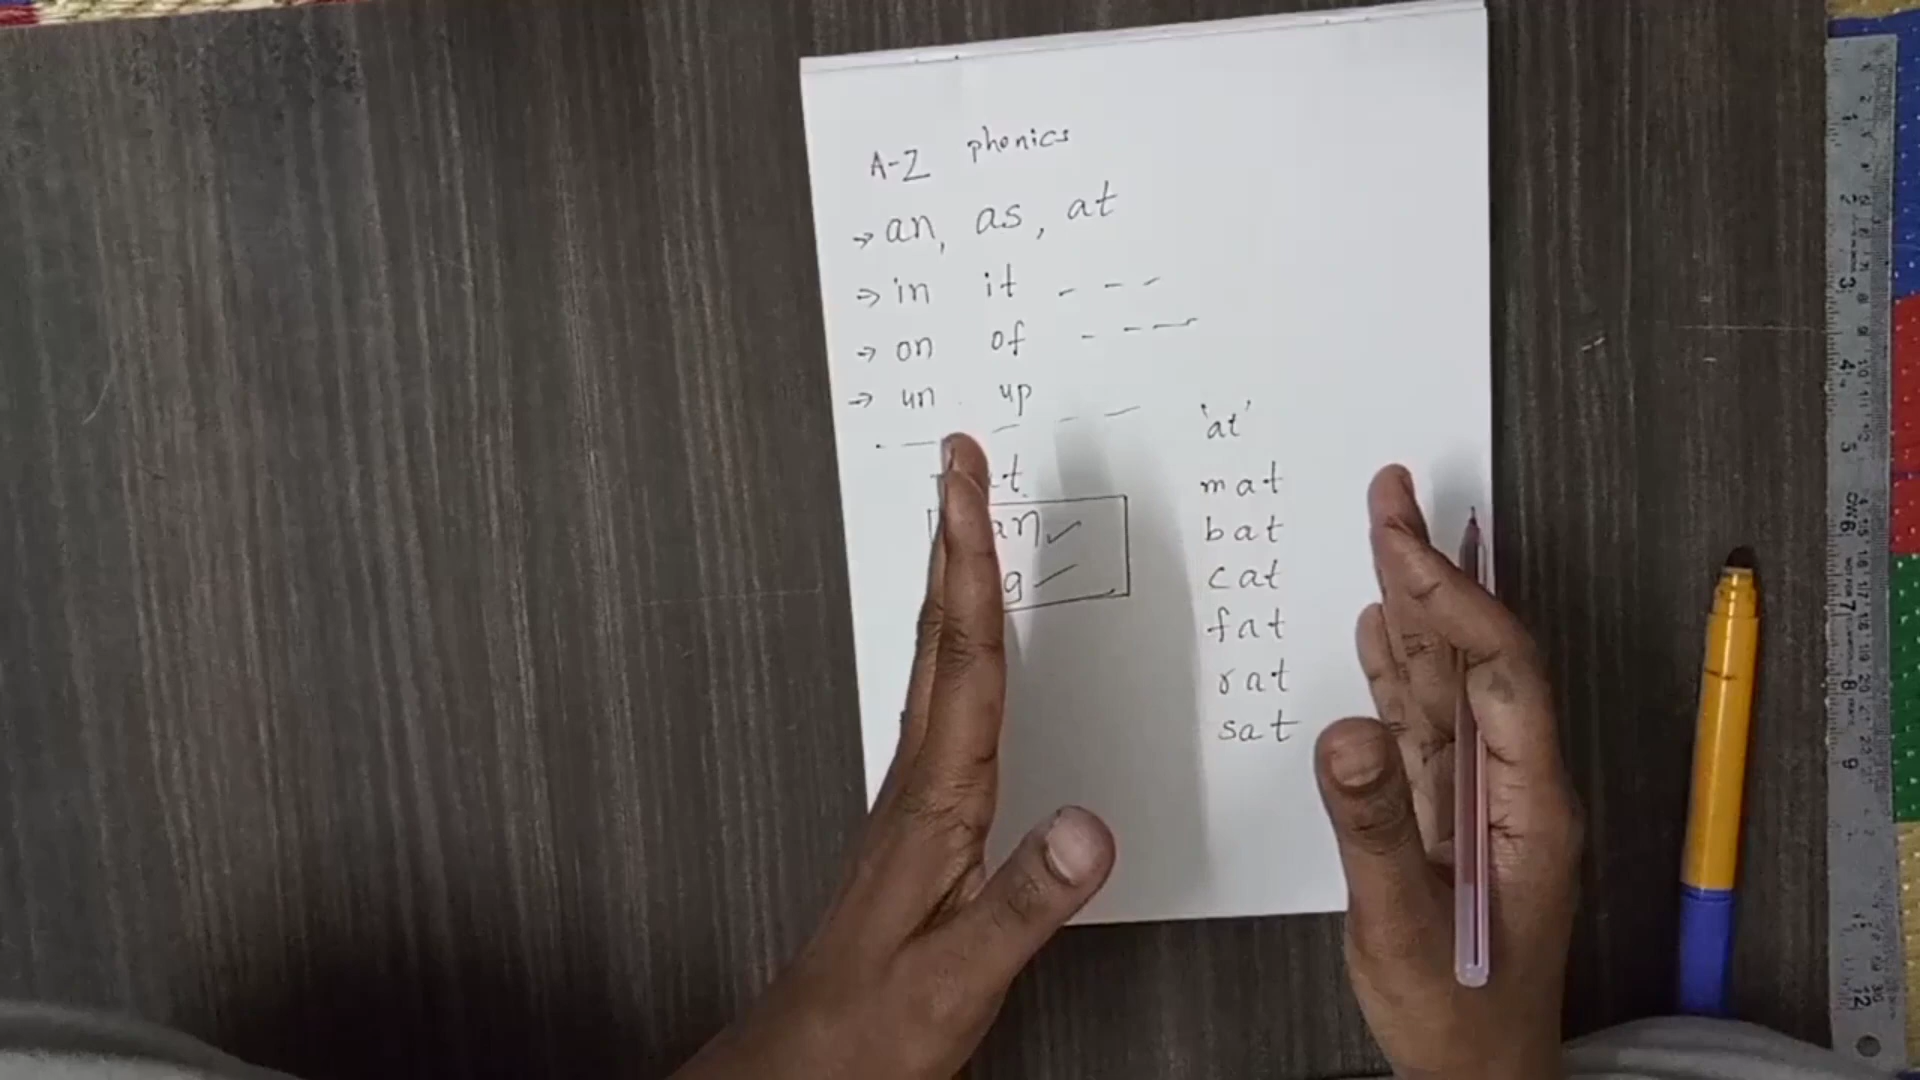 A-Z phonics
→ an, as, at
→ in it - - -
→ on of - - -
→ un up
- - - - -
'at'
mat
bat
cat
fat
rat
sat